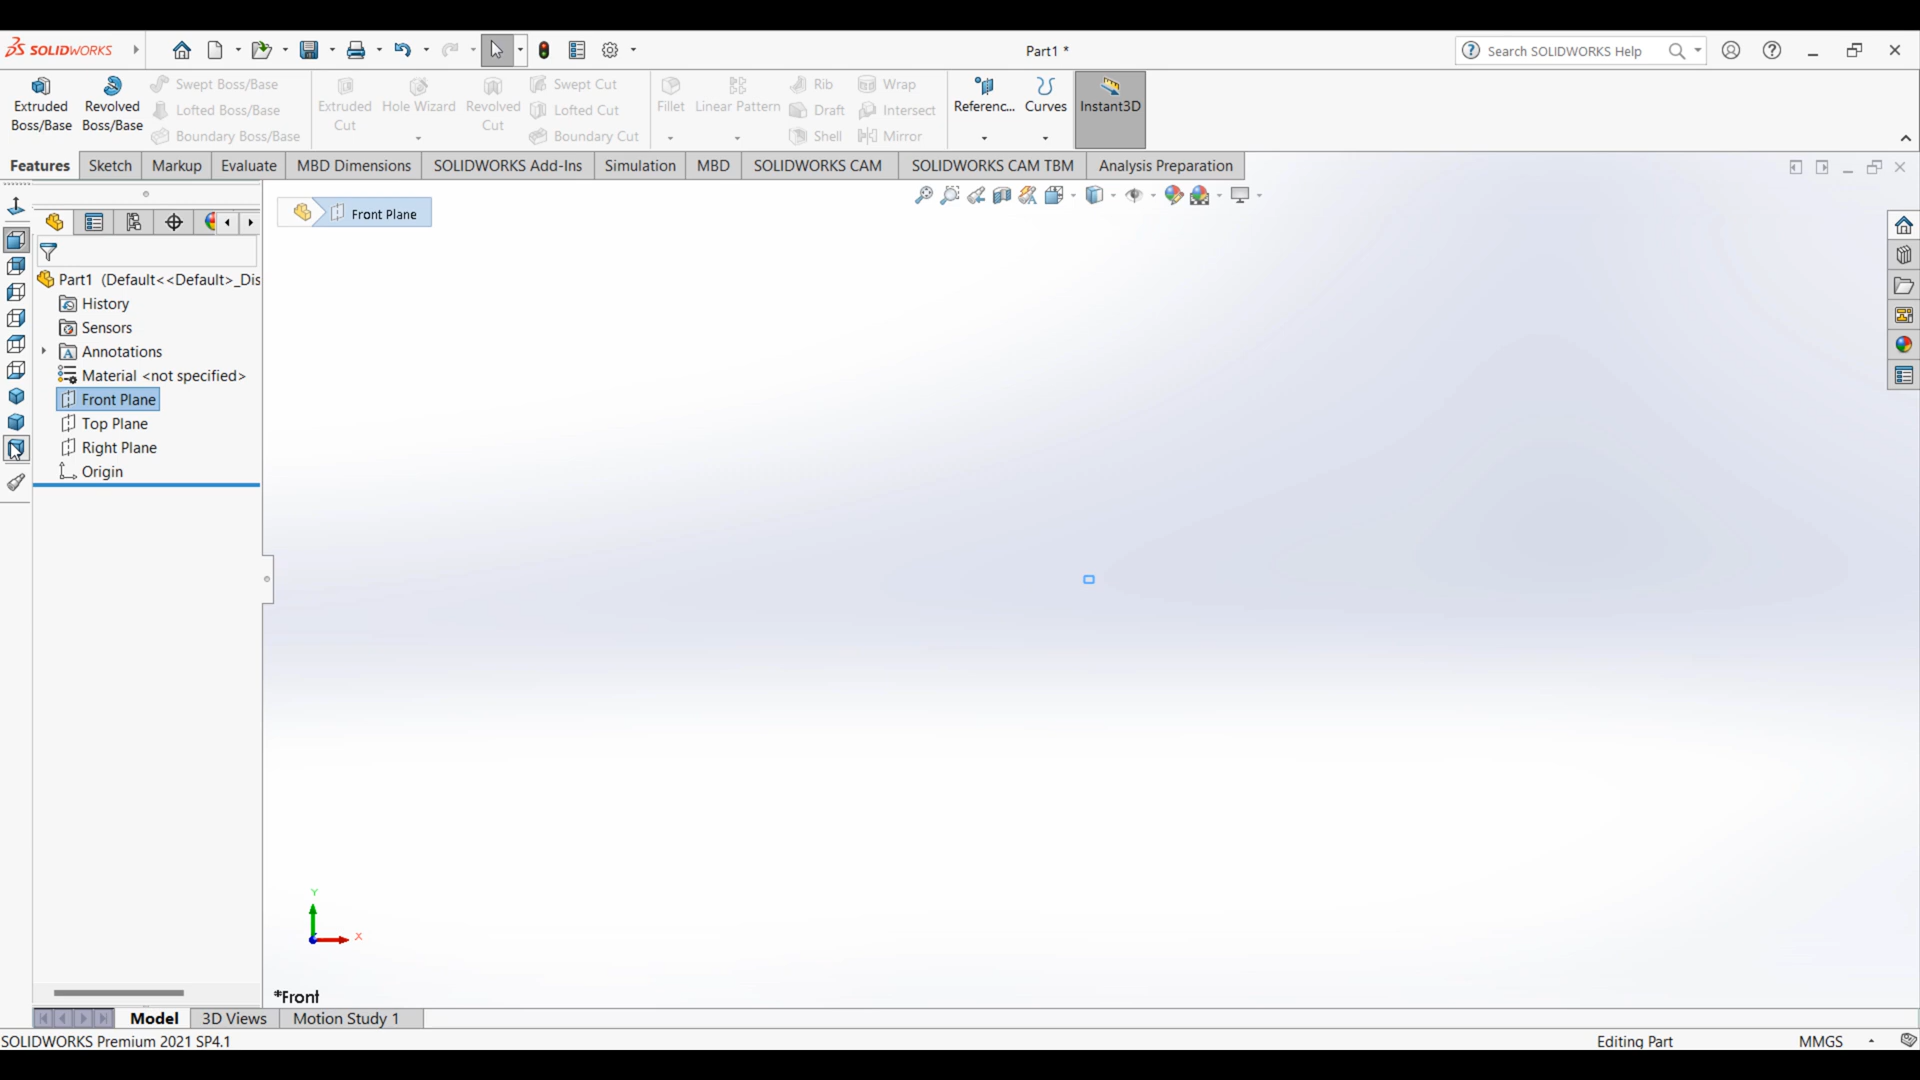 SOLIDWORKS
Part1 *
Search SOLIDWORKS Help
Extruded Boss/Base
Revolved Boss/Base
Swept Boss/Base
Lofted Boss/Base
Boundary Boss/Base
Extruded Cut
Hole Wizard
Revolved Cut
Swept Cut
Lofted Cut
Boundary Cut
Fillet
Linear Pattern
Rib
Draft
Shell
Wrap
Intersect
Mirror
Referenc...
Curves
Instant3D
Features
Sketch
Markup
Evaluate
MBD Dimensions
SOLIDWORKS Add-Ins
Simulation
MBD
SOLIDWORKS CAM
SOLIDWORKS CAM TBM
Analysis Preparation
Front Plane
Part1 (Default<<Default>_Dis
History
Sensors
A Annotations
Material <not specified>
Front Plane
Top Plane
Right Plane
Origin
Y
X
*Front
Model
3D Views
Motion Study 1
SOLIDWORKS Premium 2021 SP4.1
Editing Part
MMGS